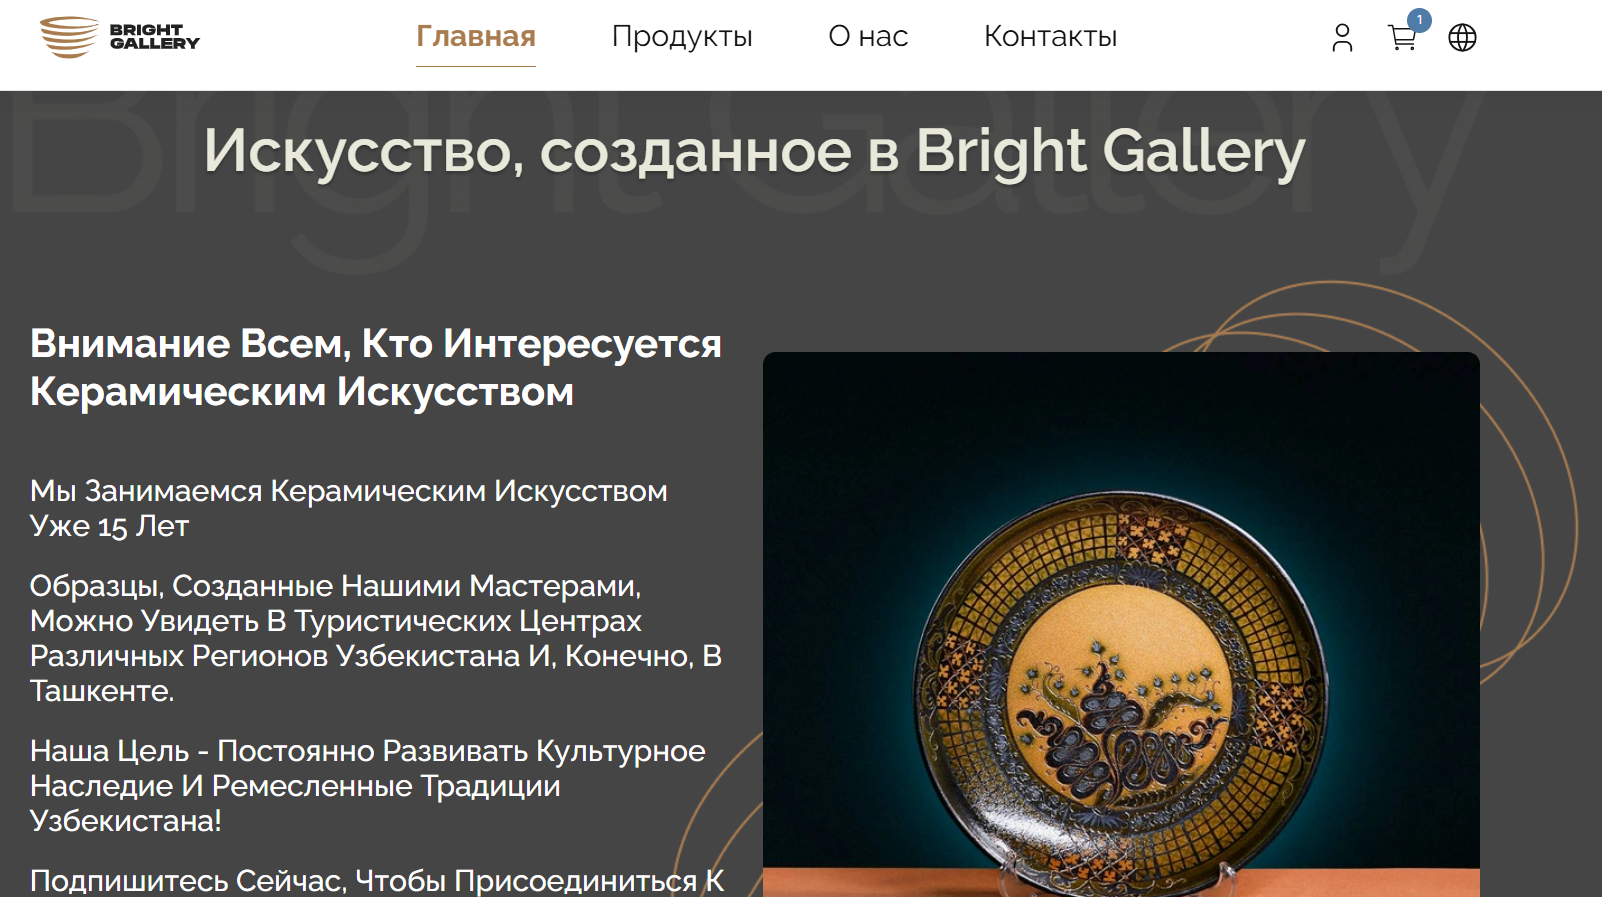 BRIGHT
GALLERY
Главная
Продукты
О нас
Контакты
1
Bright Gallery
Искусство, созданное в Bright Gallery
Внимание Всем, Кто Интересуется
Керамическим Искусством
Мы Занимаемся Керамическим Искусством
Уже 15 Лет
Образцы, Созданные Нашими Мастерами,
Можно Увидеть В Туристических Центрах
Различных Регионов Узбекистана И, Конечно, В
Ташкенте.
Наша Цель - Постоянно Развивать Культурное
Наследие И Ремесленные Традиции
Узбекистана!
Подпишитесь Сейчас, Чтобы Присоединиться К